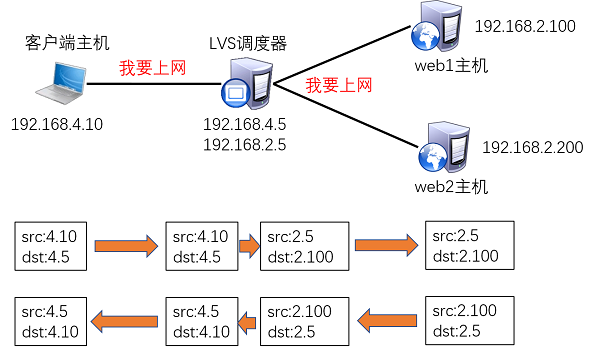 客户端主机
LVS调度器
192.168.2.100
我要上网
我要上网
web1主机
192.168.4.10
192.168.4.5
192.168.2.5
192.168.2.200
web2主机
src:4.10
dst:4.5
src:4.10
dst:4.5
src:2.5
dst:2.100
src:2.5
dst:2.100
src:4.5
dst:4.10
src:4.5
dst:4.10
src:2.100
dst:2.5
src:2.100
dst:2.5